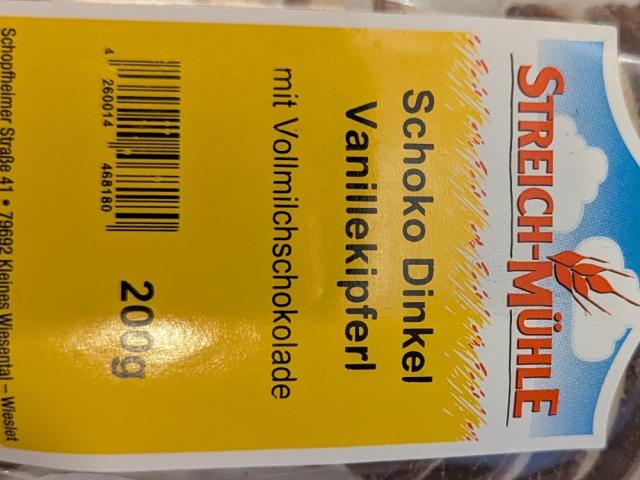 STREICH-MÜHLE
Schoko Dinkel
Vanillekipferl
mit Vollmilchschokolade
4 260014 468180
200g
Schopfheimer Straße 41 • 79692 Kleines Wiesental – Wieslet